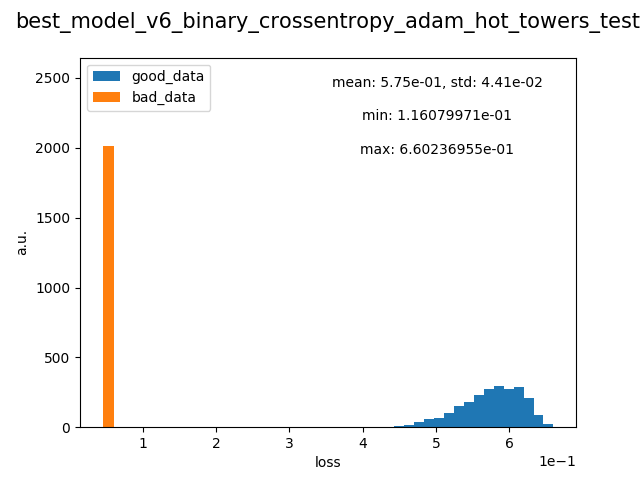 best_model_v6_binary_crossentropy_adam_hot_towers_test
good_data
bad_data
mean: 5.75e-01, std: 4.41e-02
min: 1.16079971e-01
max: 6.60236955e-01
a.u.
2500
2000
1500
1000
500
0
1 2 3 4 5 6
1e−1
loss